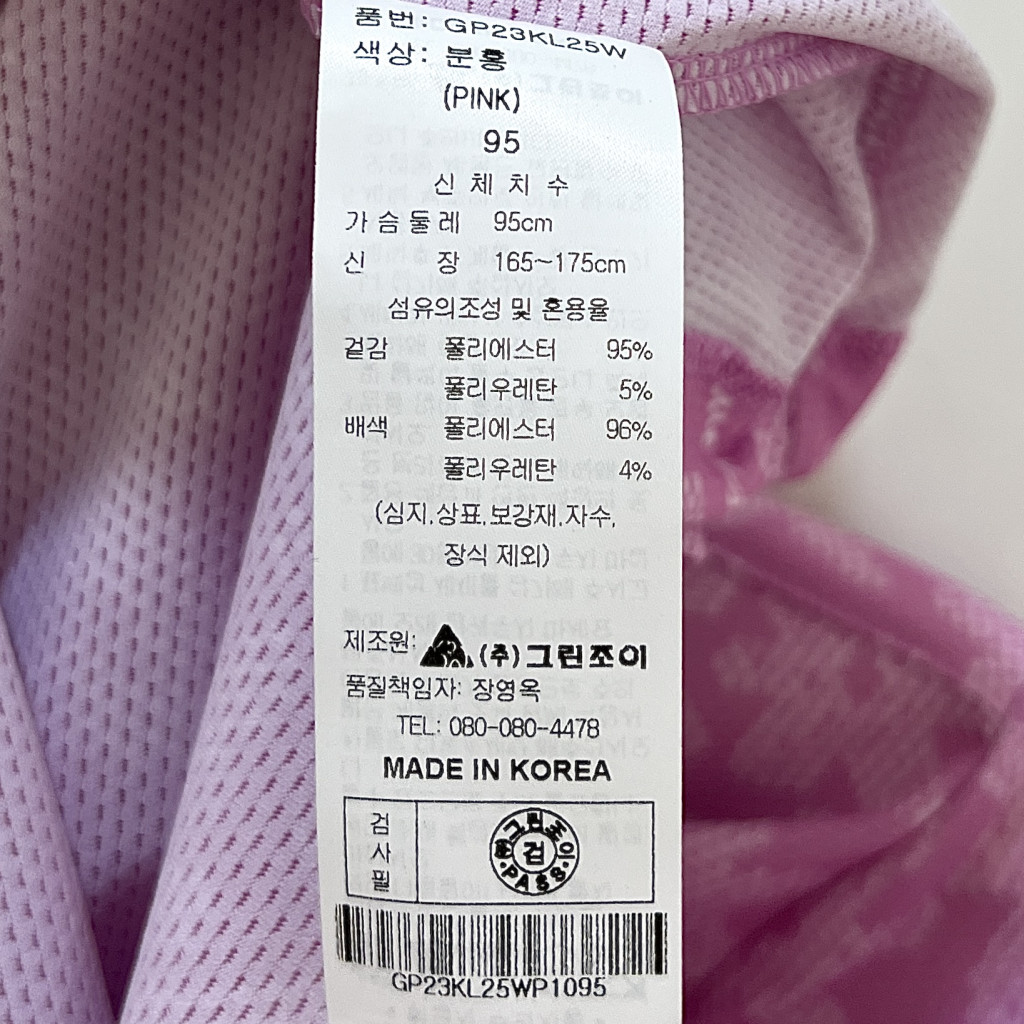 품번: GP23KL25W
색상: 분홍
(PINK)
95
신 체 치 수
가슴둘레 95cm
신 장 165~175cm
섬유의조성 및 혼용율
겉감 폴리에스터 95%
폴리우레탄 5%
배색 폴리에스터 96%
폴리우레탄 4%
(심지,상표,보강재,자수,
장식 제외)
제조원: (주)그린조이
품질책임자: 장영옥
TEL: 080-080-4478
MADE IN KOREA
검사필
(주)그린조이
검
PASS
GP23KL25WP1095